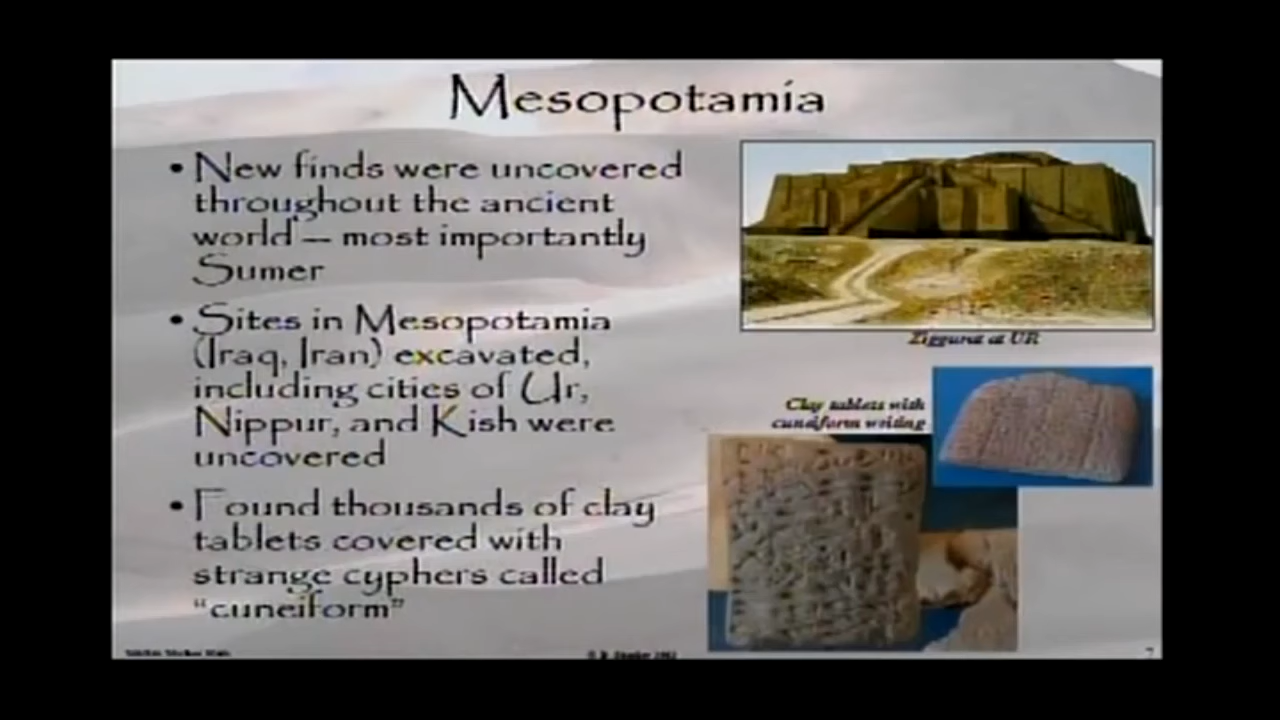 Mesopotamia
• New finds were uncovered
throughout the ancient
world – most importantly
Sumer
• Sites in Mesopotamia
(Iraq, Iran) excavated,
including cities of Ur,
Nippur, and Kish were
uncovered
• Found thousands of clay
tablets covered with
strange cyphers called
“cuneiform”
Ziggurat at UR
Clay tablets with
cuneiform writing
7